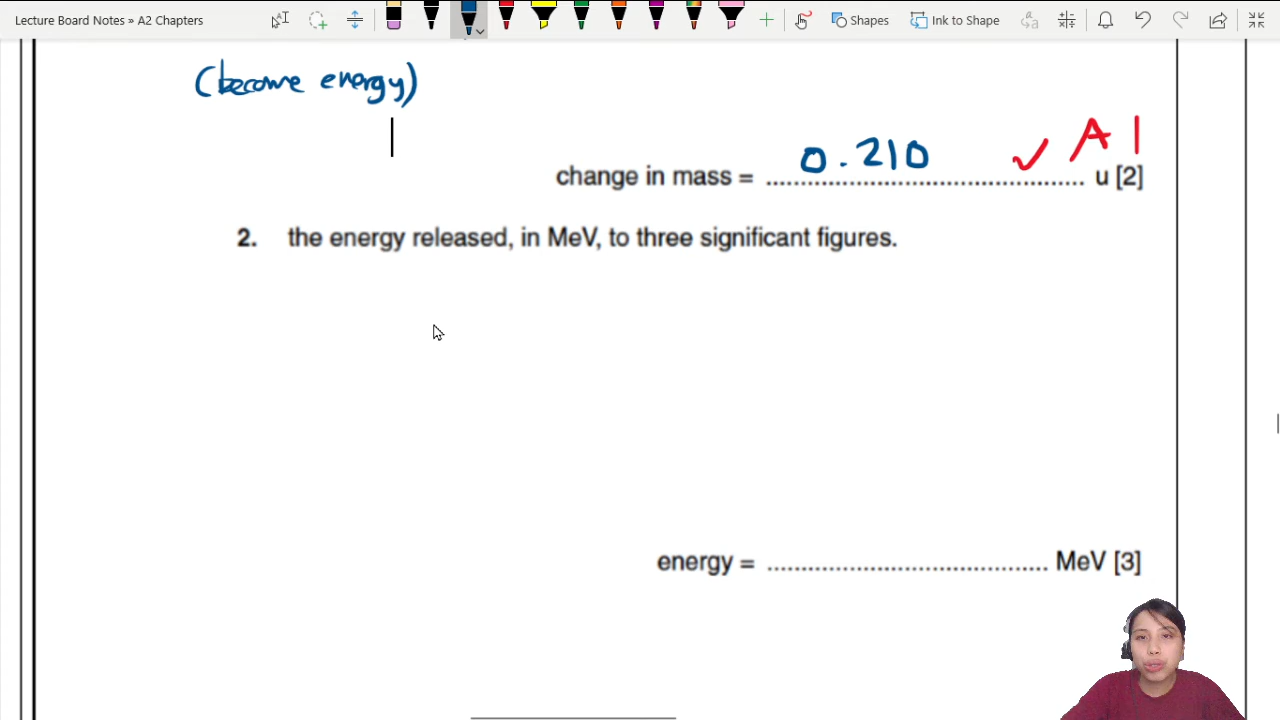 Lecture Board Notes » A2 Chapters
Shapes
Ink to Shape
(become energy)
change in mass = 0.210 ✓ A1
u [2]
2. the energy released, in MeV, to three significant figures.
energy = ........................................ MeV [3]